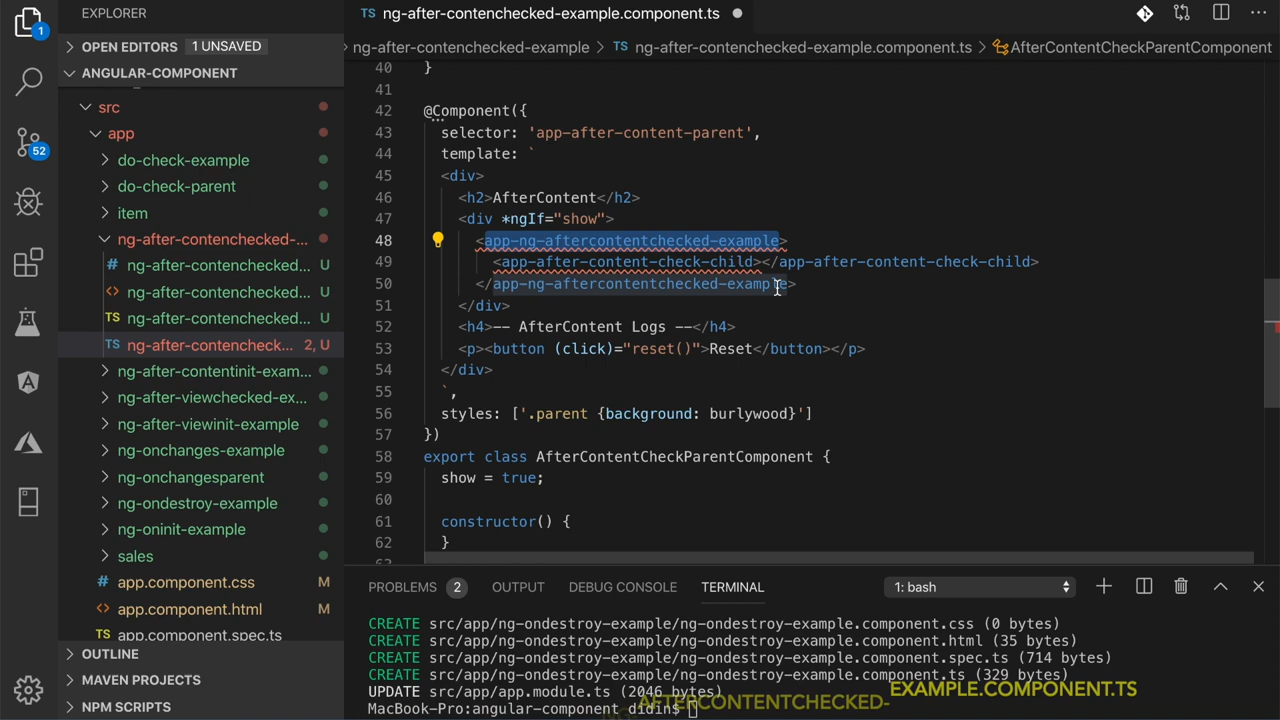 EXPLORER
TS ng-after-contenchecked-example.component.ts
OPEN EDITORS 1 UNSAVED
ng-after-contenchecked-example > TS ng-after-contenchecked-example.component.ts > AfterContentCheckParentComponent
ANGULAR-COMPONENT
1
52
src
app
do-check-example
do-check-parent
item
ng-after-contenchecked-...
# ng-after-contenchecked... U
<> ng-after-contenchecked... U
TS ng-after-contenchecked... U
TS ng-after-contencheck... 2, U
ng-after-contentinit-exam...
ng-after-viewchecked-ex...
ng-after-viewinit-example
ng-onchanges-example
ng-onchangesparent
ng-ondestroy-example
ng-oninit-example
sales
# app.component.css M
<> app.component.html M
TS app.component.spec.ts
OUTLINE
MAVEN PROJECTS
NPM SCRIPTS
40 }
41
42 @Component({
43 selector: 'app-after-content-parent',
44 template: `
45 <div>
46 <h2>AfterContent</h2>
47 <div *ngIf="show">
48 <app-ng-aftercontentchecked-example>
49 <app-after-content-check-child></app-after-content-check-child>
50 </app-ng-aftercontentchecked-example>
51 </div>
52 <h4>-- AfterContent Logs --</h4>
53 <p><button (click)="reset()">Reset</button></p>
54 </div>
55 `,
56 styles: ['.parent {background: burlywood}']
57 })
58 export class AfterContentCheckParentComponent {
59 show = true;
60
61 constructor() {
62 }
PROBLEMS 2 OUTPUT DEBUG CONSOLE TERMINAL 1: bash
CREATE src/app/ng-ondestroy-example/ng-ondestroy-example.component.css (0 bytes)
CREATE src/app/ng-ondestroy-example/ng-ondestroy-example.component.html (35 bytes)
CREATE src/app/ng-ondestroy-example/ng-ondestroy-example.component.spec.ts (714 bytes)
CREATE src/app/ng-ondestroy-example/ng-ondestroy-example.component.ts (329 bytes)
UPDATE src/app/app.module.ts (2046 bytes)
MacBook-Pro:angular-component didin$
AFTERCONTENTCHECKED-
EXAMPLE.COMPONENT.TS